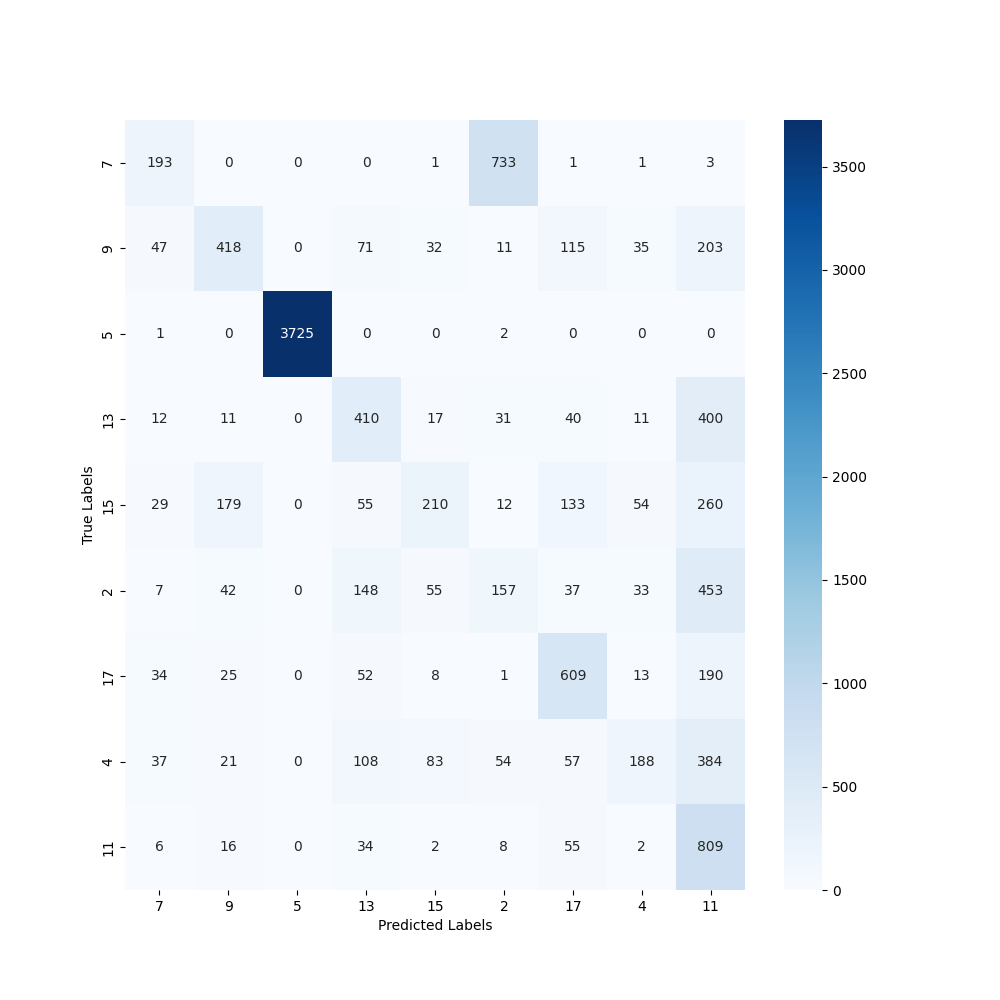 7 193 0 0 0 1 733 1 1 3
9 47 418 0 71 32 11 115 35 203
5 1 0 3725 0 0 2 0 0 0
13 12 11 0 410 17 31 40 11 400
15 29 179 0 55 210 12 133 54 260
2 7 42 0 148 55 157 37 33 453
17 34 25 0 52 8 1 609 13 190
4 37 21 0 108 83 54 57 188 384
11 6 16 0 34 2 8 55 2 809
7 9 5 13 15 2 17 4 11
True Labels
Predicted Labels
3500
3000
2500
2000
1500
1000
500
0